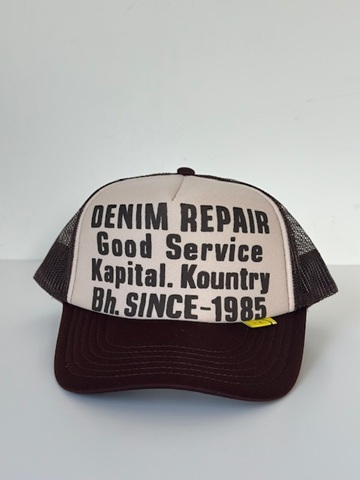 DENIM REPAIR
Good Service
Kapital. Kountry
Bh. SINCE-1985